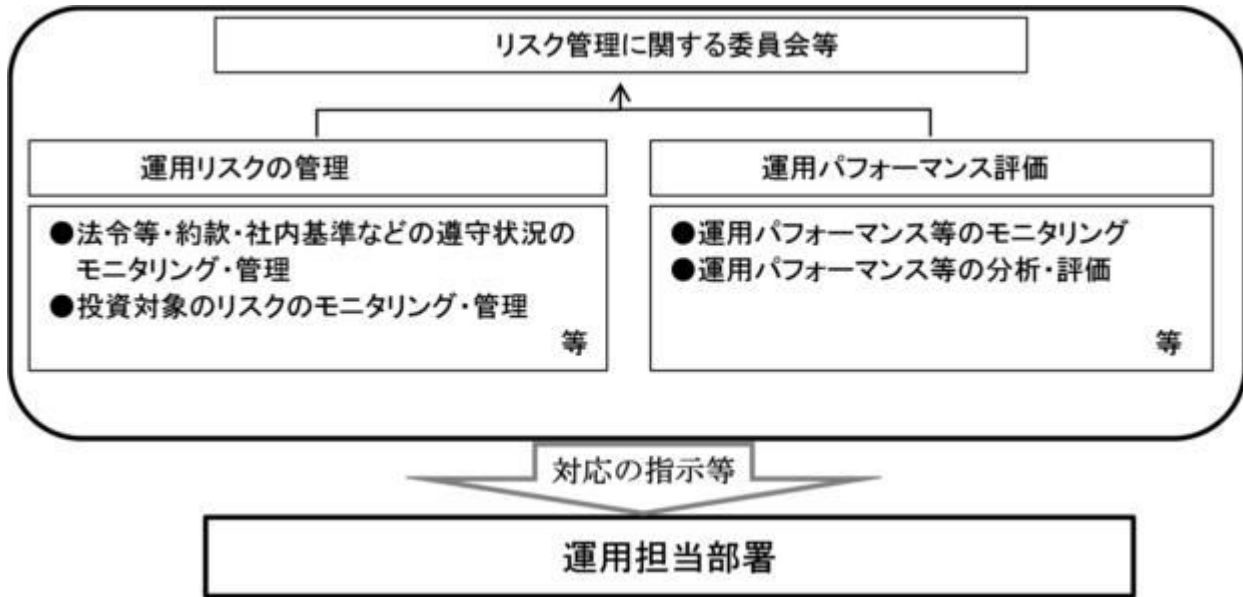 リスク管理に関する委員会等
運用リスクの管理
●法令等・約款・社内基準などの遵守状況の
モニタリング・管理
●投資対象のリスクのモニタリング・管理
等
運用パフォーマンス評価
●運用パフォーマンス等のモニタリング
●運用パフォーマンス等の分析・評価
等
対応の指示等
運用担当部署